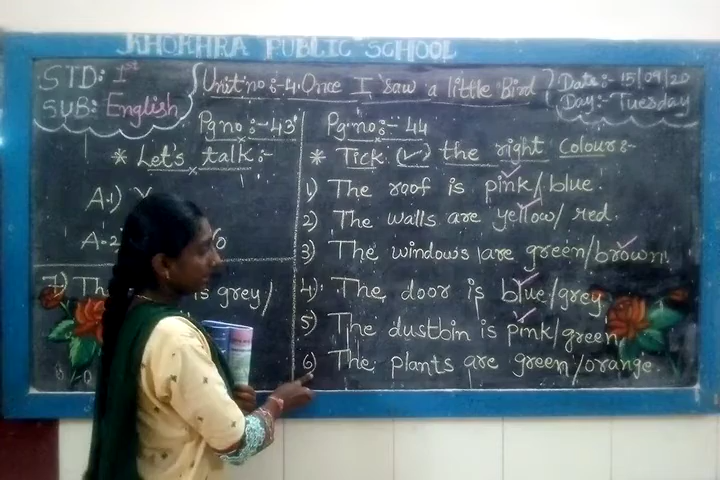 KHOKHRA PUBLIC SCHOOL
STD: Ist
SUB: English
Unit no :- 4. Once I saw a little Bird
Date:- 15/09/20
Day:- Tuesday
Pg no :- 43
* Let's talk :-
A.1) Y
A.2)
7) Th is grey/
Pg no :- 44
* Tick (✓) the right colour:-
1) The roof is pink/blue.
2) The walls are yellow/ red.
3) The windows are green/brown.
4) The door is blue/grey
5) The dustbin is pink/green
6) The plants are green/orange.